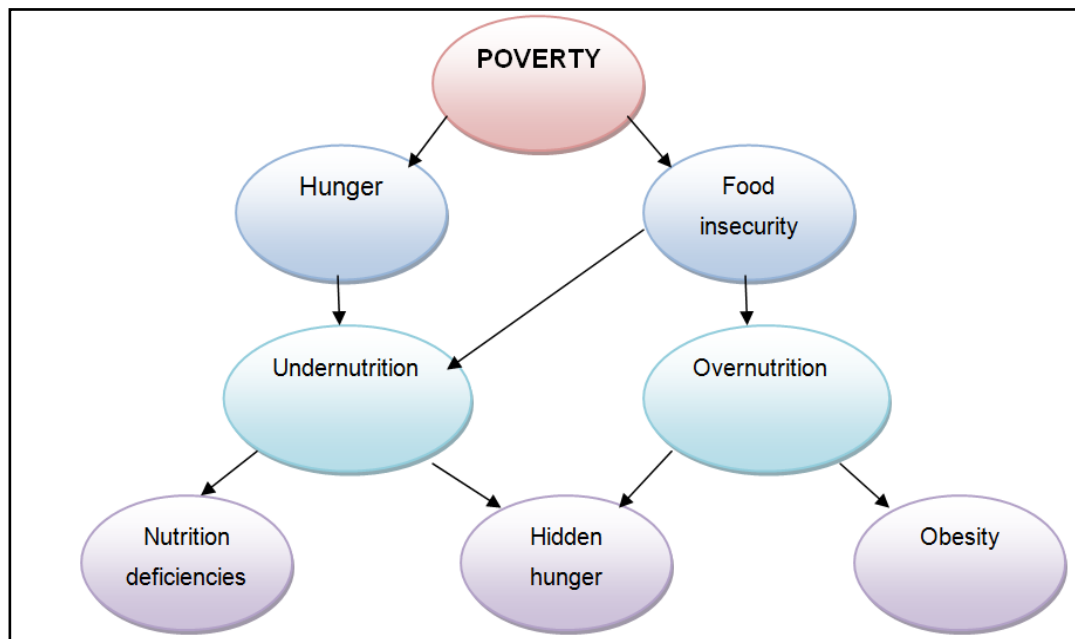 POVERTY
Hunger
Food
insecurity
Undernutrition
Overnutrition
Nutrition
deficiencies
Hidden
hunger
Obesity